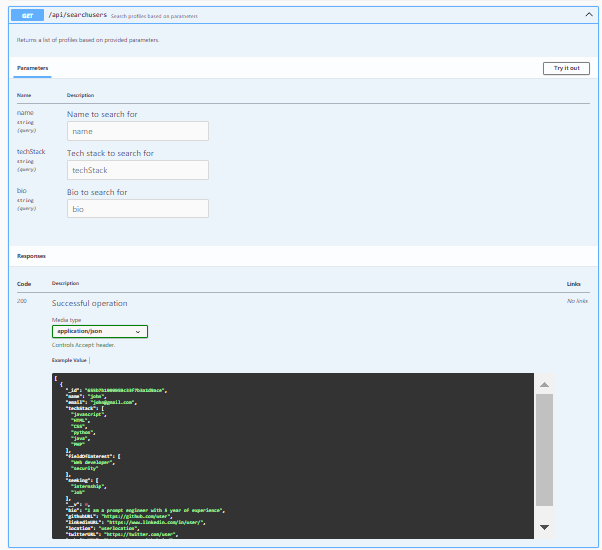 GET /api/searchusers Search profiles based on parameters
Returns a list of profiles based on provided parameters.
Parameters
Try it out
Name Description
name Name to search for
string
(query)
name
techStack Tech stack to search for
string
(query)
techStack
bio Bio to search for
string
(query)
bio
Responses
Code Description Links
200 Successful operation No links
Media type
application/json
Controls Accept header.
Example Value
[
{
"_id":
"name": "john",
"email": "john@gmail.com",
"techStack": [
"javascript",
"HTML",
"CSS",
"python",
"java",
"PHP"
],
"fieldOfInterest": [
"Web developer",
"security"
],
"seeking": [
"internship",
"job"
],
"__v": 0,
"bio": "i am a prompt engineer with 5 year of experience",
"githubURL": "https://github.com/user",
"linkedinURL": "https://www.linkedin.com/in/user/",
"location": "userlocation",
"twitterURL": "https://twitter.com/user",